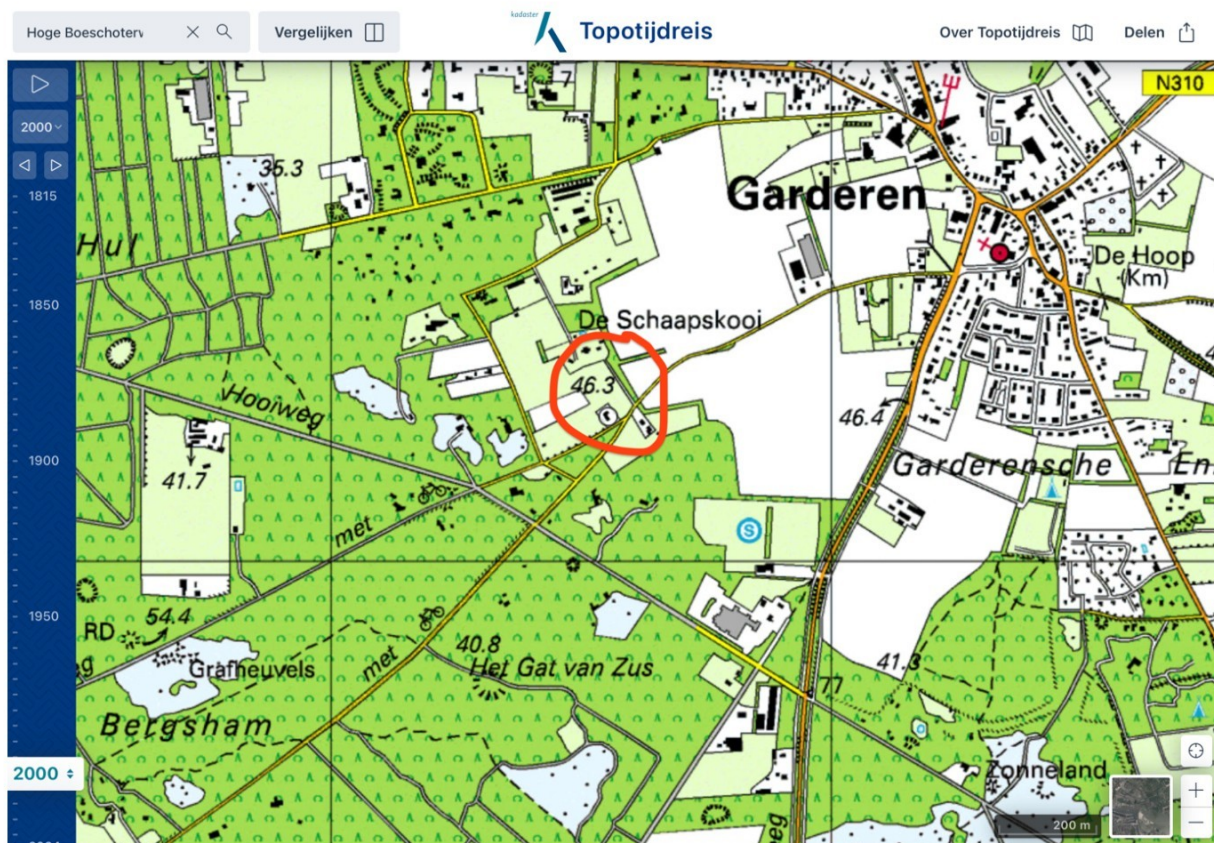 Hoge Boeschoterv
Vergelijken
kadaster
Topotijdreis
Over Topotijdreis
Delen
N310
2000
1815
1850
1900
1950
2000
7
35.3
Garderen
Hul
De Hoop
(Km)
De Schaapskooi
46.3
Hooiweg
46.4
41.7
Garderensche
met
S
54.4
RD
40.8
Grafheuvels
met
Het Gat van Zus
77
Bergsham
Zonneland
200 m